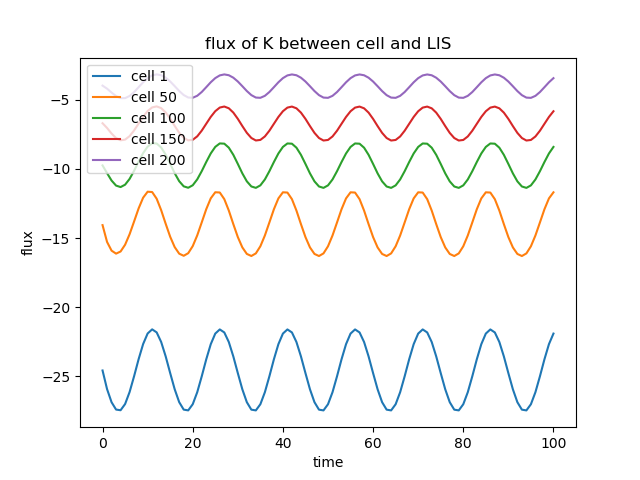 flux of K between cell and LIS
cell 1
cell 50
cell 100
cell 150
cell 200
−5
−10
−15
−20
−25
flux
0
20
40
60
80
100
time